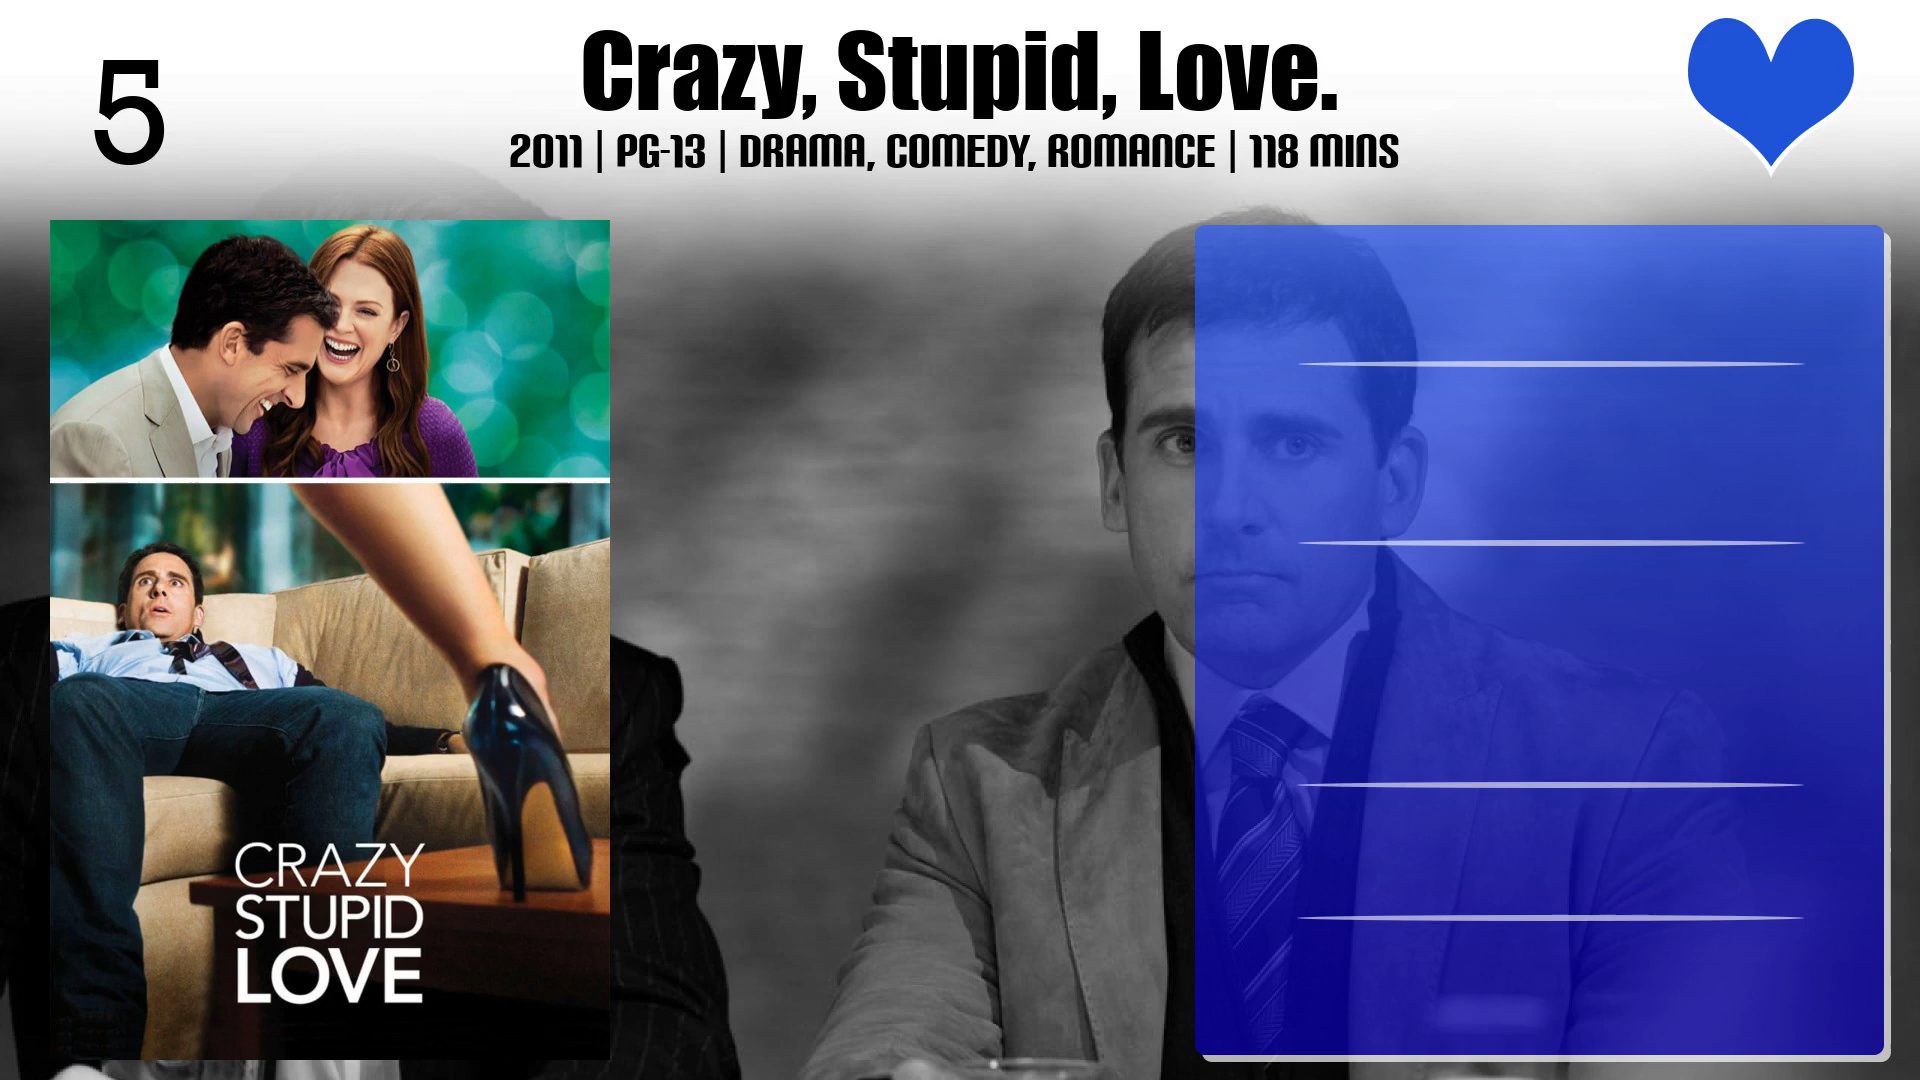 5
Crazy, Stupid, Love.
2011 | PG-13 | DRAMA, COMEDY, ROMANCE | 118 MINS
CRAZY
STUPID
LOVE